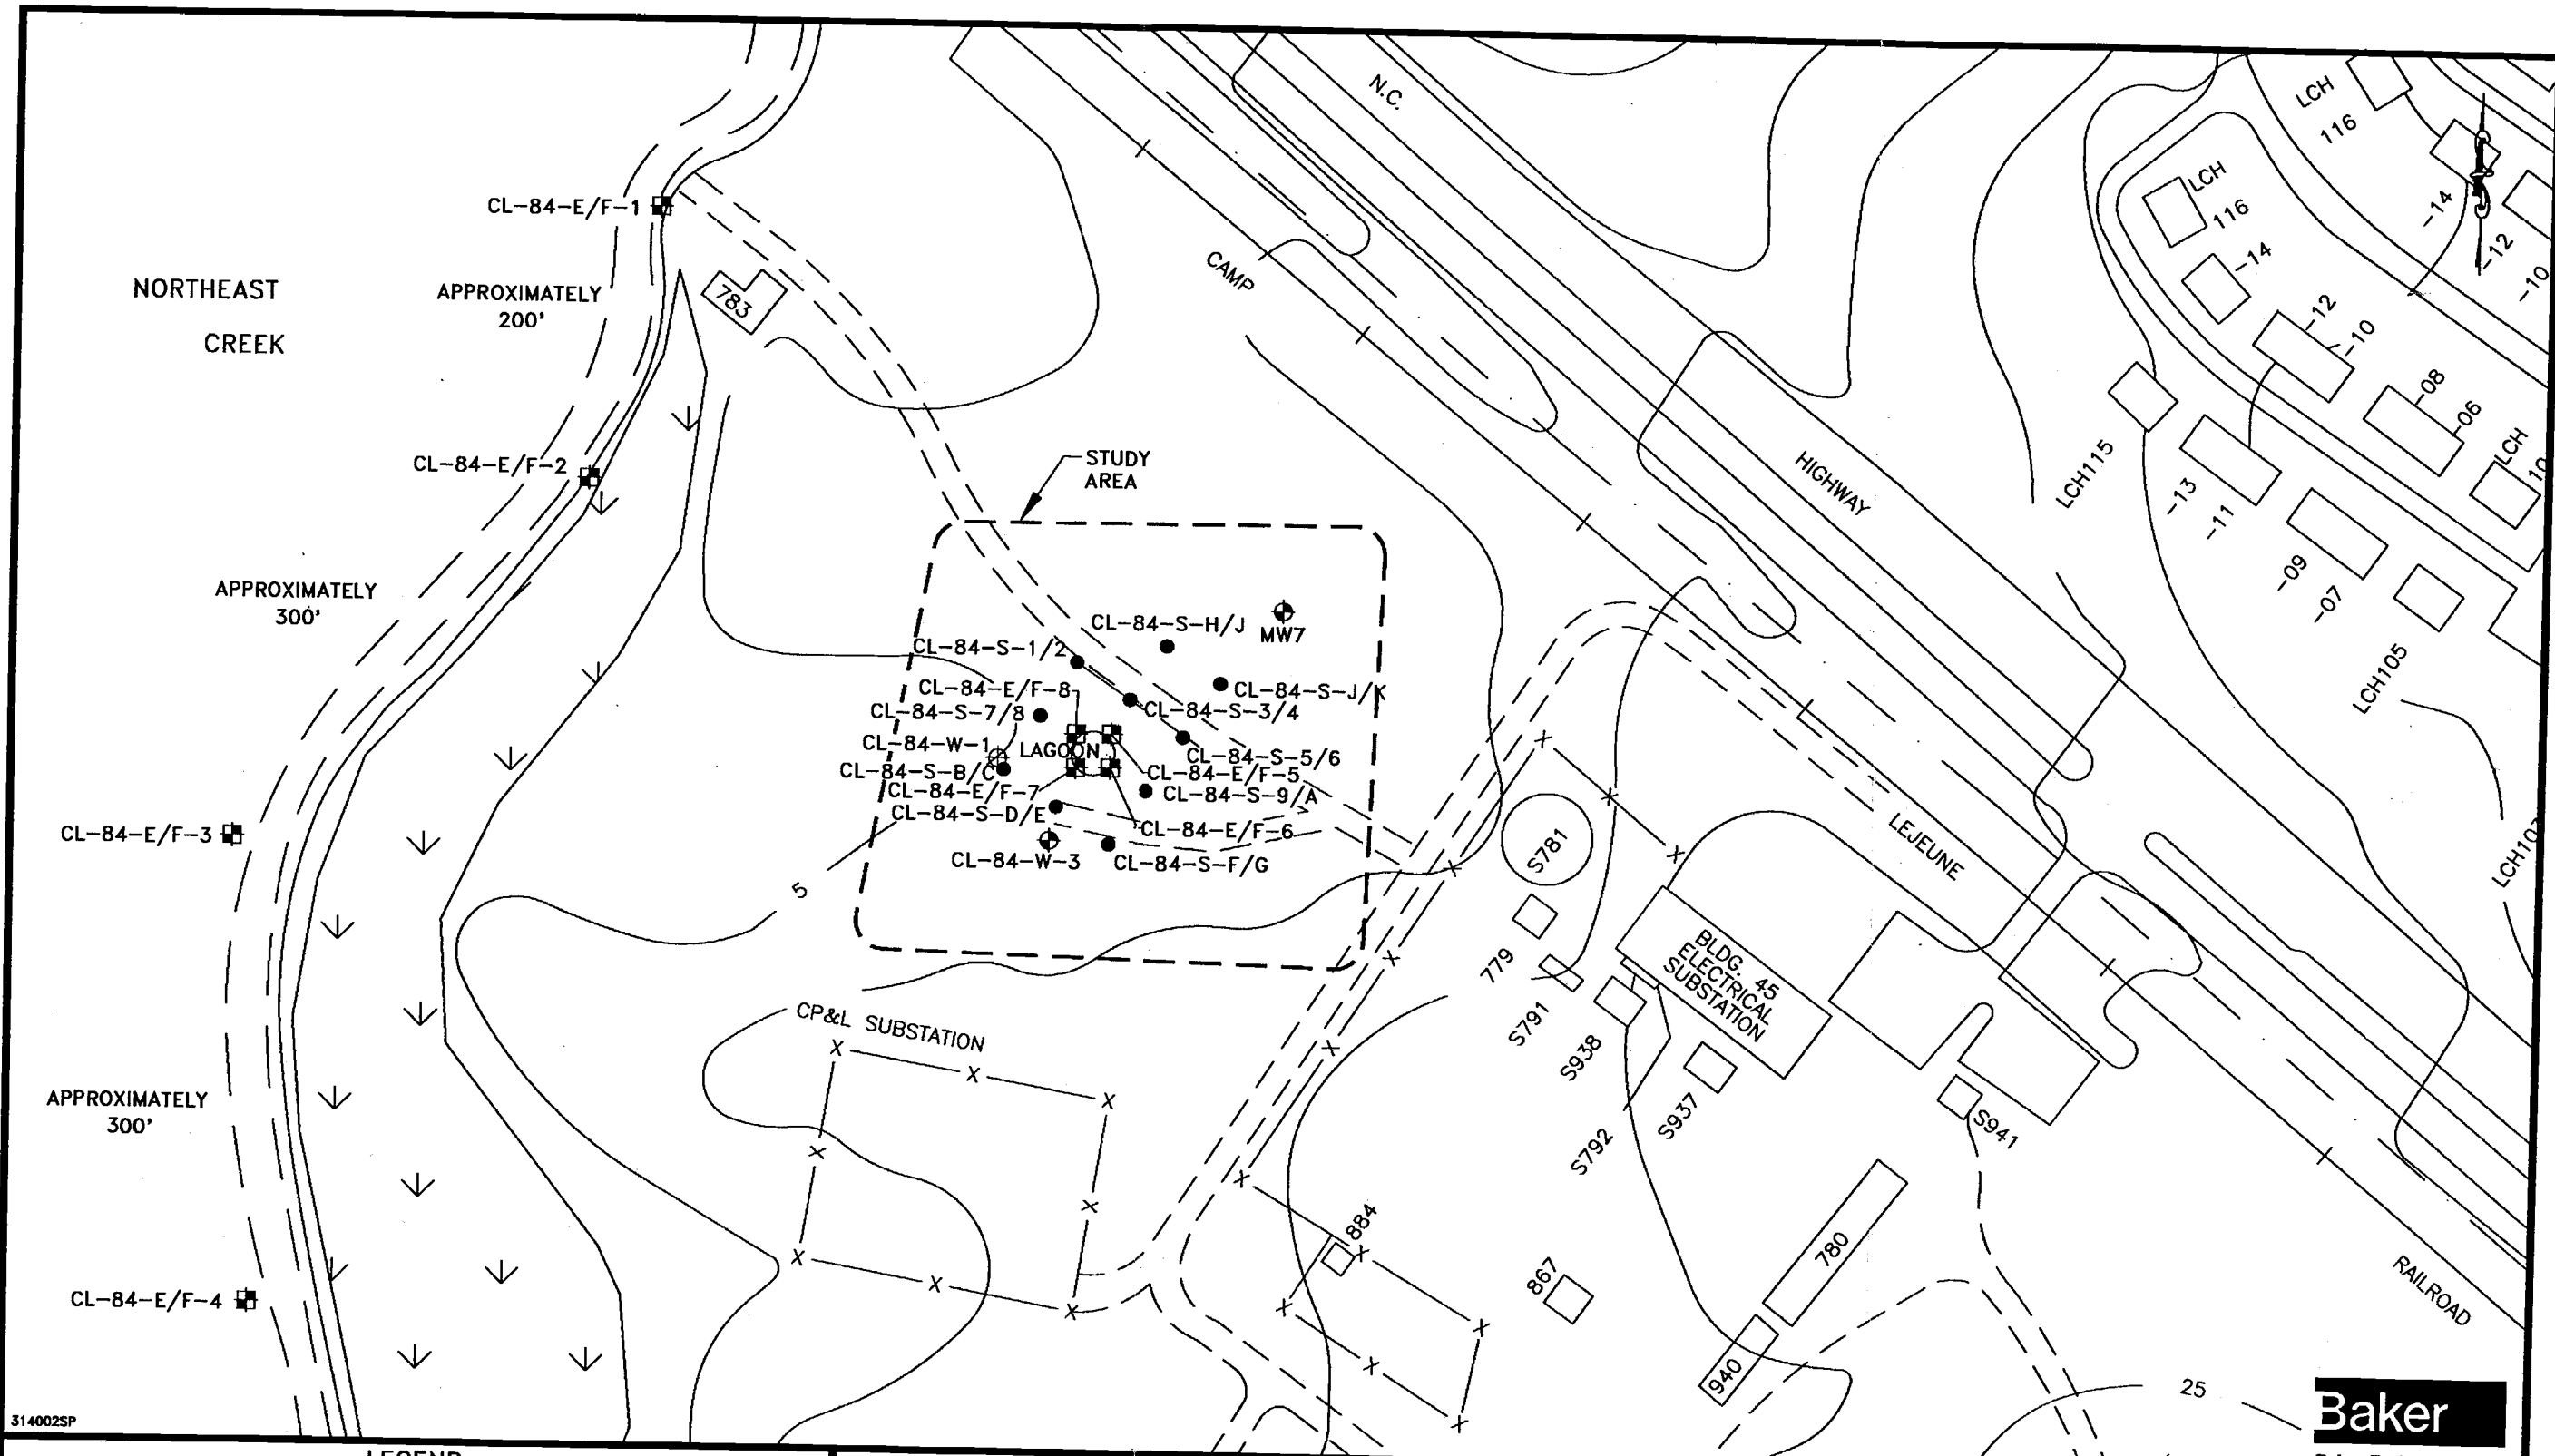 N.C.
LCH
116
LCH
116
-14
-12
-10
-14
-12
-10
-08
-06
LCH
CL-84-E/F-1
NORTHEAST
CREEK
APPROXIMATELY
200'
783
CAMP
CL-84-E/F-2
STUDY
AREA
HIGHWAY
LCH115
-13
-11
-09
-07
LCH105
APPROXIMATELY
300'
CL-84-S-H/J
MW7
CL-84-S-1/2
CL-84-E/F-8
CL-84-S-J/K
CL-84-S-7/8
CL-84-S-3/4
CL-84-W-1
LAGOON
CL-84-S-5/6
CL-84-S-B/C
CL-84-E/F-5
CL-84-E/F-7
CL-84-S-9/A
CL-84-S-D/E
CL-84-E/F-6
CL-84-W-3
CL-84-S-F/G
CL-84-E/F-3
5
S781
LEJEUNE
779
S791
S938
BLDG. 45
ELECTRICAL
SUBSTATION
S792
S937
S941
CP&L SUBSTATION
APPROXIMATELY
300'
884
867
780
940
RAILROAD
CL-84-E/F-4
25
314002SP
Baker
LEGEND